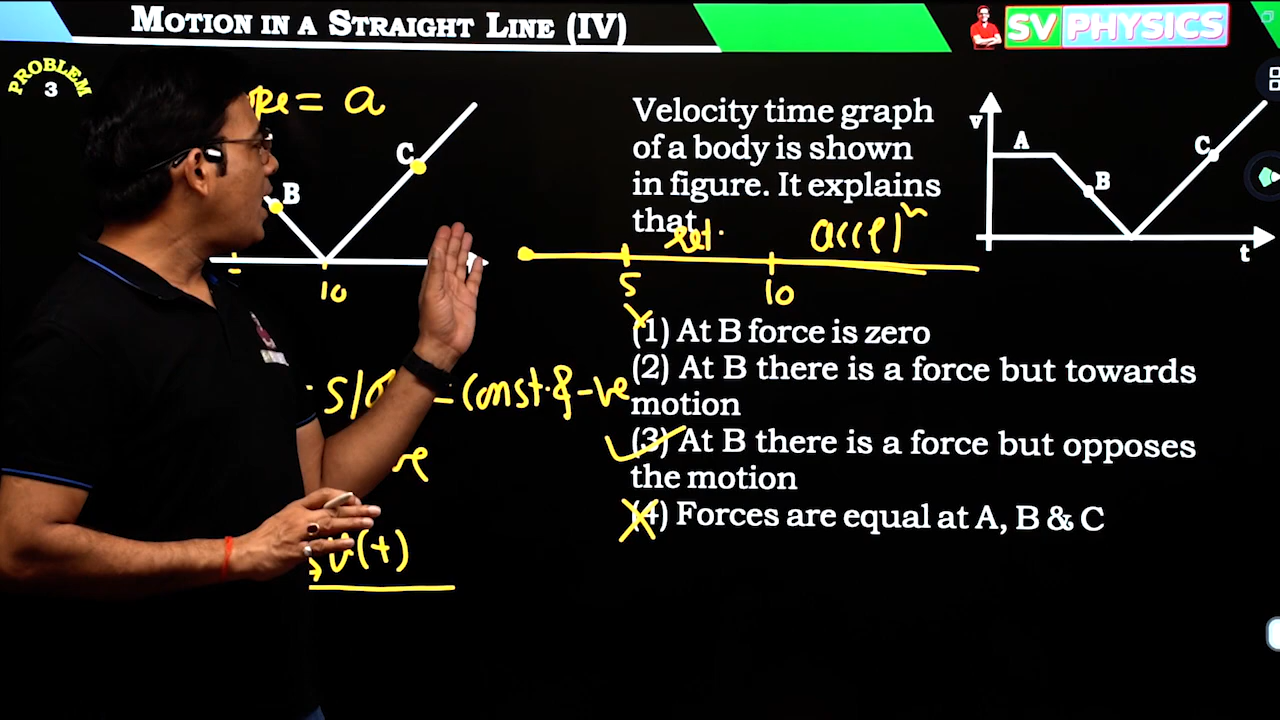 MOTION IN A STRAIGHT LINE (IV)
SV PHYSICS
PROBLEM
3
= a
B
C
10
Velocity time graph
of a body is shown
in figure. It explains
that
ret.
accelⁿ
5
10
v
A
B
C
t
(1) At B force is zero
(2) At B there is a force but towards
motion
(3) At B there is a force but opposes
the motion
(4) Forces are equal at A, B & C
= const. & -ve
v(t)